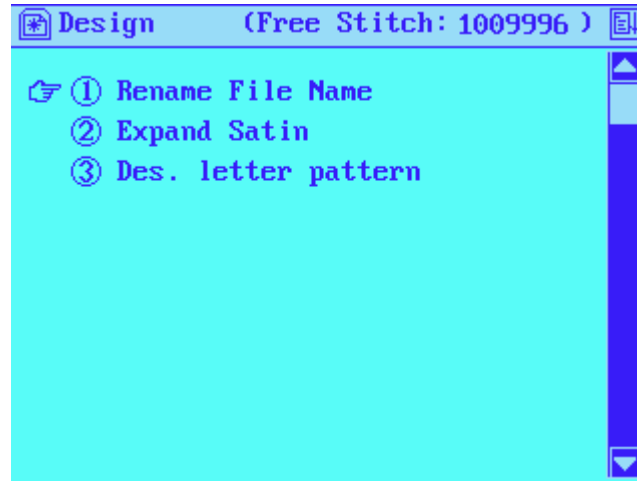 Design (Free Stitch: 1009996 )
① Rename File Name
② Expand Satin
③ Des. letter pattern